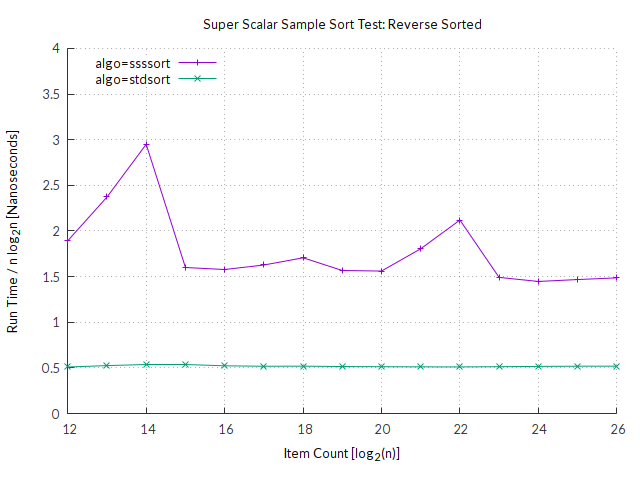 Super Scalar Sample Sort Test: Reverse Sorted
algo=ssssort
algo=stdsort
4
3.5
3
2.5
2
1.5
1
0.5
0
Run Time / n log₂n [Nanoseconds]
12 14 16 18 20 22 24 26
Item Count [log₂(n)]